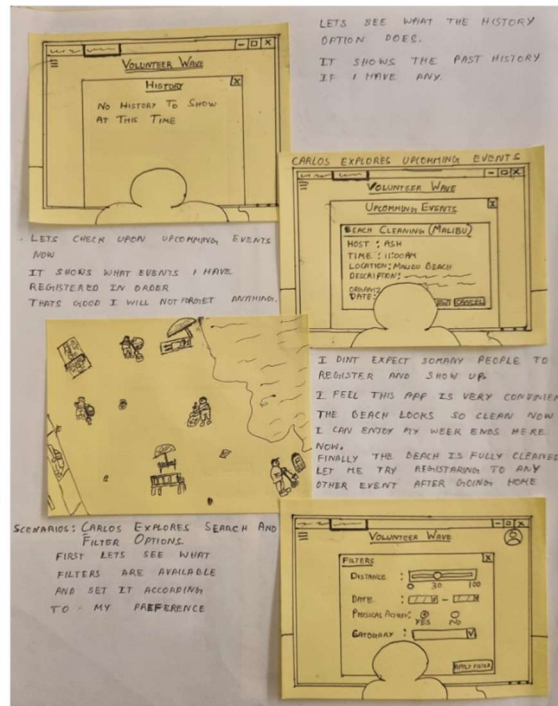 LETS SEE WHAT THE HISTORY
OPTION DOES.
IT SHOWS THE PAST HISTORY
IF I HAVE ANY.
VOLUNTEER WAVE
HISTORY
X
NO HISTORY TO SHOW
AT THIS TIME
CARLOS EXPLORES UPCOMMING EVENTS
VOLUNTEER WAVE
UPCOMMING EVENTS
X
BEACH CLEANING (MALIBU)
HOST : ASH
TIME : 11:00AM
LOCATION: MALIBU BEACH
DESCRIPTION:
DATE:
CANCEL
LETS CHECK UPON UPCOMMING EVENTS
NOW
IT SHOWS WHAT EVENTS I HAVE
REGISTERED IN ORDER
THATS GOOD I WILL NOT FORGET ANYTHING.
I DINT EXPECT SOMANY PEOPLE TO
REGISTER AND SHOW UP.
I FEEL THIS APP IS VERY
THE BEACH LOOKS SO CLEAN NOW
I CAN ENJOY MY WEEK ENDS HERE
NOW.
FINALLY THE BEACH IS FULLY CLEANED
LET ME TRY REGISTARING TO ANY
OTHER EVENT AFTER GOING HOME
SCENARIO3: CARLOS EXPLORES SEARCH AND
FILTER OPTIONS.
FIRST LETS SEE WHAT
FILTERS ARE AVAILABLE
AND SET IT ACCORDING
TO MY PREFERENCE
VOLUNTEER WAVE
FILTERS
X
DISTANCE :
0 30 100
DATE :
PHYSICAL ACTIVITY:
YES NO
CATEGORY :
APPLY FILTER